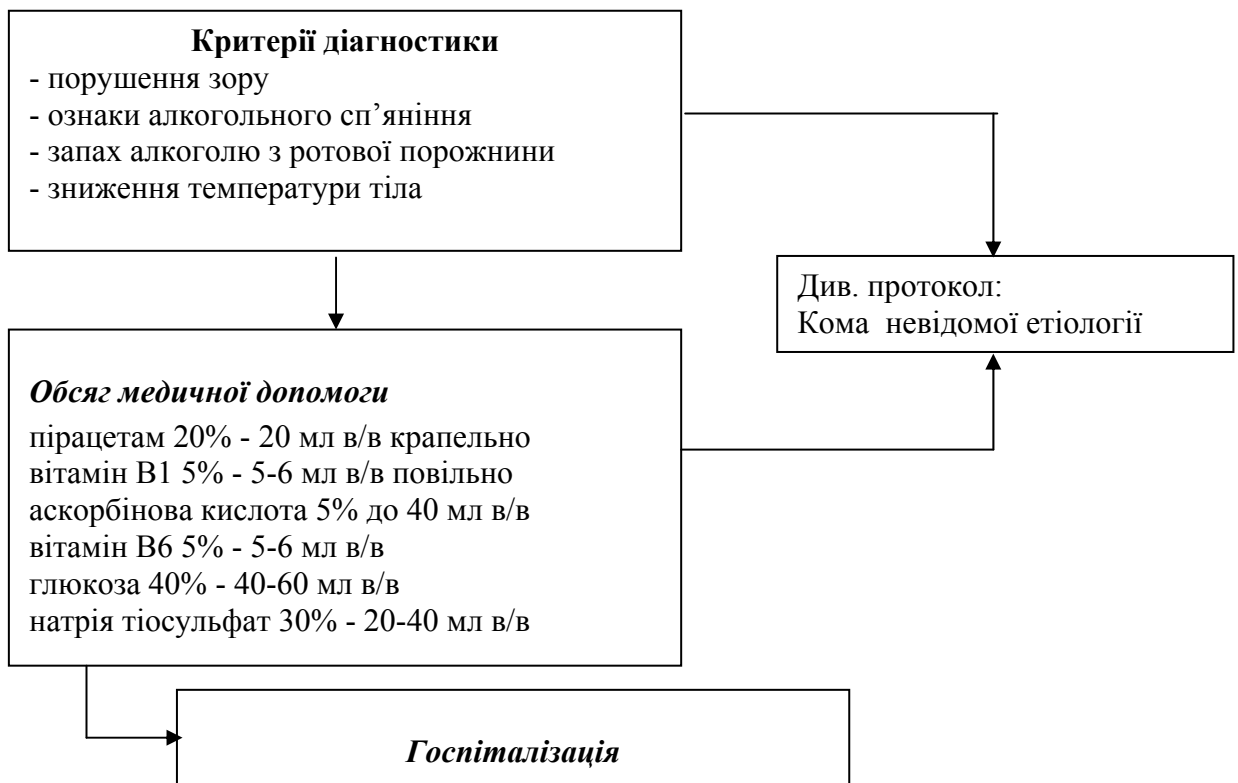 Критерії діагностики
- порушення зору
- ознаки алкогольного сп’яніння
- запах алкоголю з ротової порожнини
- зниження температури тіла
Див. протокол:
Кома невідомої етіології
Обсяг медичної допомоги
пірацетам 20% - 20 мл в/в крапельно
вітамін В1 5% - 5-6 мл в/в повільно
аскорбінова кислота 5% до 40 мл в/в
вітамін В6 5% - 5-6 мл в/в
глюкоза 40% - 40-60 мл в/в
натрія тіосульфат 30% - 20-40 мл в/в
Госпіталізація